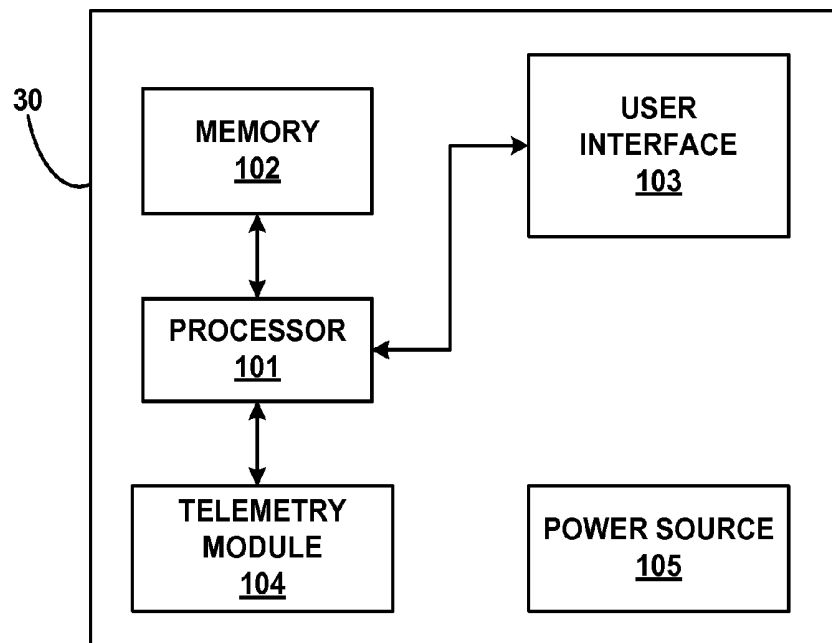 30
MEMORY
102
USER
INTERFACE
103
PROCESSOR
101
TELEMETRY
MODULE
104
POWER SOURCE
105